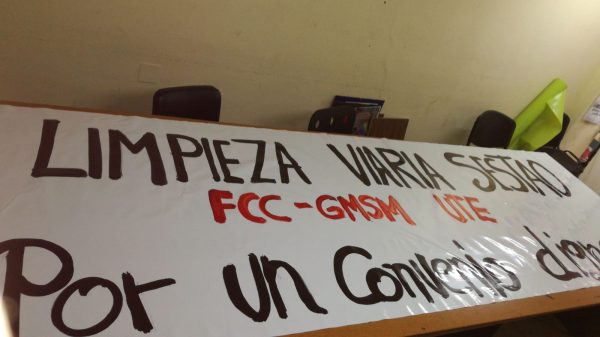 LIMPIEZA VIARIA SESTAO
FCC-GMSM UTE
Por un Convenio